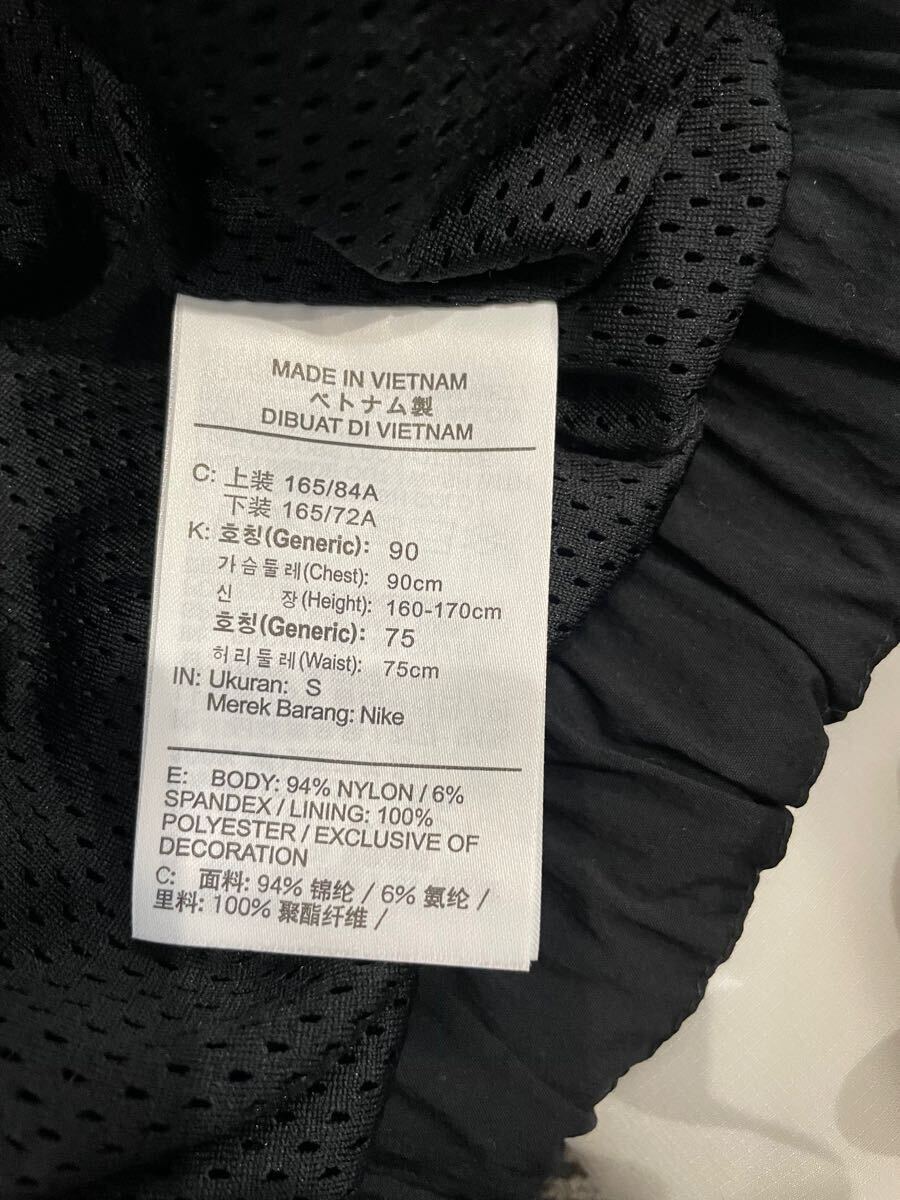 MADE IN VIETNAM
ベトナム製
DIBUAT DI VIETNAM
C: 上装 165/84A
下装 165/72A
K: 호칭(Generic): 90
가슴둘레(Chest): 90cm
신 장(Height): 160-170cm
호칭(Generic): 75
허리둘레(Waist): 75cm
IN: Ukuran: S
Merek Barang: Nike
E: BODY: 94% NYLON / 6%
SPANDEX / LINING: 100%
POLYESTER / EXCLUSIVE OF
DECORATION
C: 面料: 94% 锦纶 / 6% 氨纶 /
里料: 100% 聚酯纤维 /